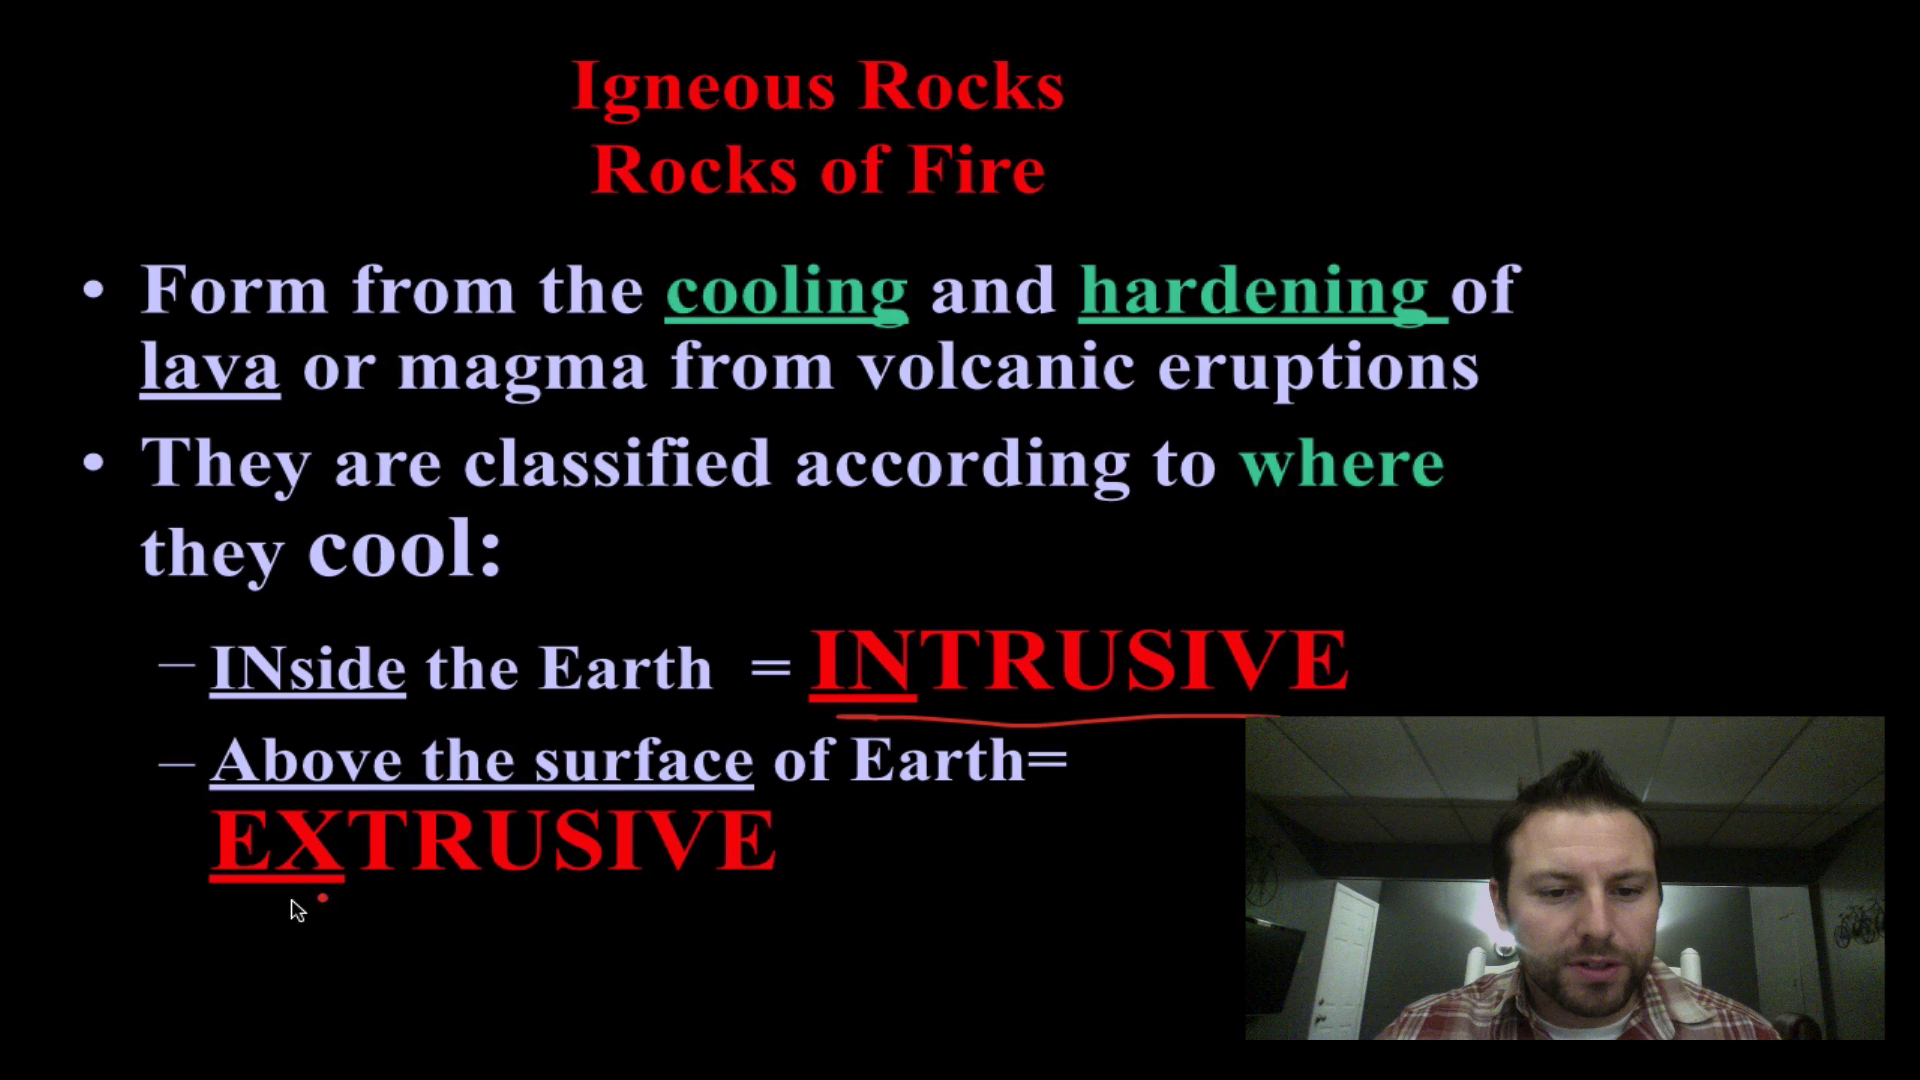 Igneous Rocks
Rocks of Fire
• Form from the cooling and hardening of
lava or magma from volcanic eruptions
• They are classified according to where
they cool:
– INside the Earth = INTRUSIVE
– Above the surface of Earth=
EXTRUSIVE